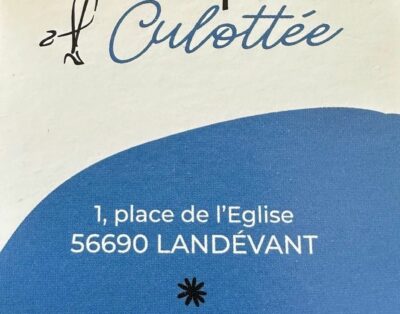 Culottée
1, place de l'Eglise
56690 LANDÉVANT